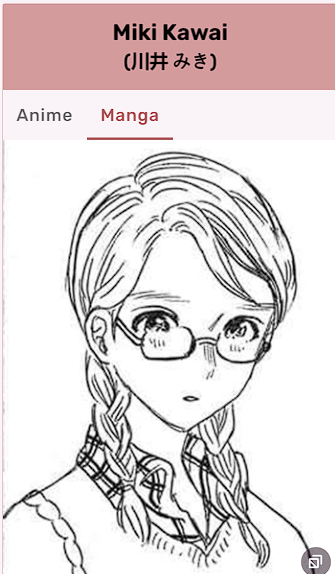 Miki Kawai
(川井 みき)
Anime Manga